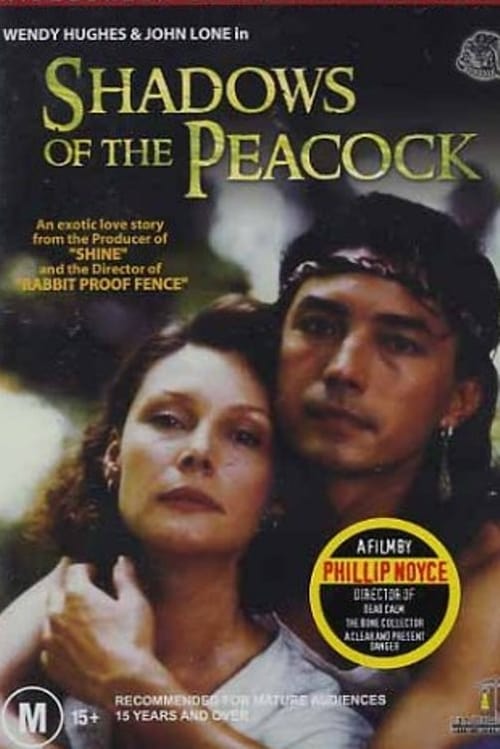 WENDY HUGHES & JOHN LONE in
SHADOWS
OF THE PEACOCK
An exotic love story
from the Producer of
"SHINE"
and the Director of
"RABBIT PROOF FENCE"
A FILM BY
PHILLIP NOYCE
DIRECTOR OF
DEAD CALM
THE BONE COLLECTOR
A CLEAR AND PRESENT
DANGER
M 15+
RECOMMENDED FOR MATURE AUDIENCES
15 YEARS AND OVER